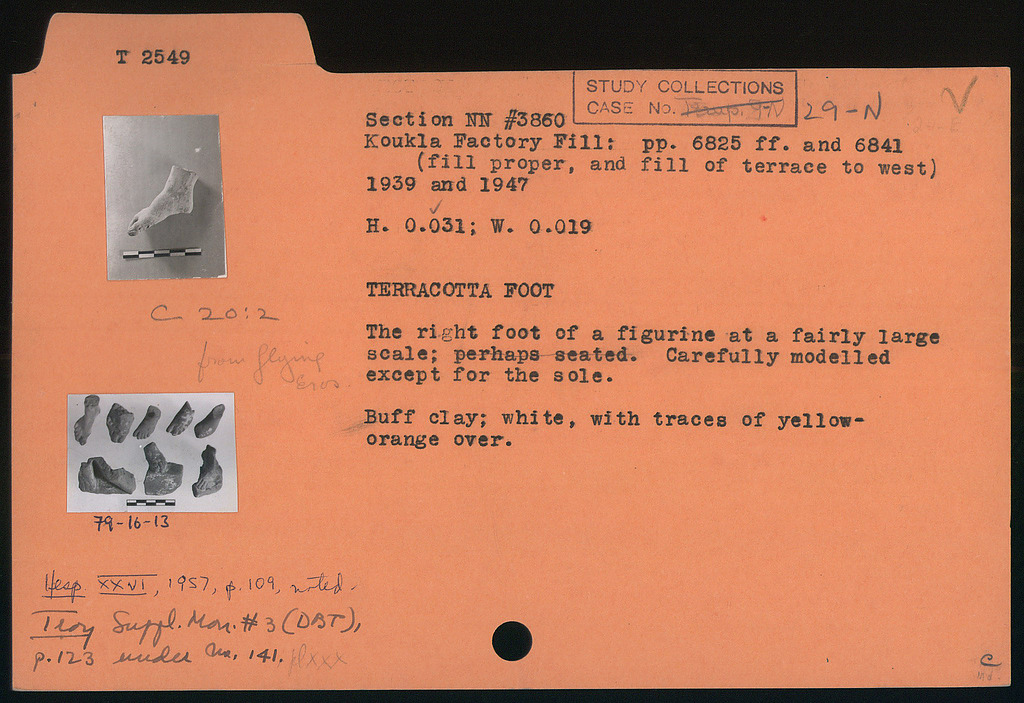 T 2549
STUDY COLLECTIONS
CASE No. Temp. 9-N 29-N
Section NN #3860
Koukla Factory Fill: pp. 6825 ff. and 6841
(fill proper, and fill of terrace to west)
1939 and 1947
H. 0.031; W. 0.019
TERRACOTTA FOOT
The right foot of a figurine at a fairly large
scale; perhaps seated. Carefully modelled
except for the sole.
Buff clay; white, with traces of yellow-
orange over.
C 20:2
from flying
Eros.
79-16-13
Hesp. XXVI, 1957, p. 109, noted.
Troy Suppl. Mon. #3 (DBT),
p. 123 under No. 141.
C
Md.